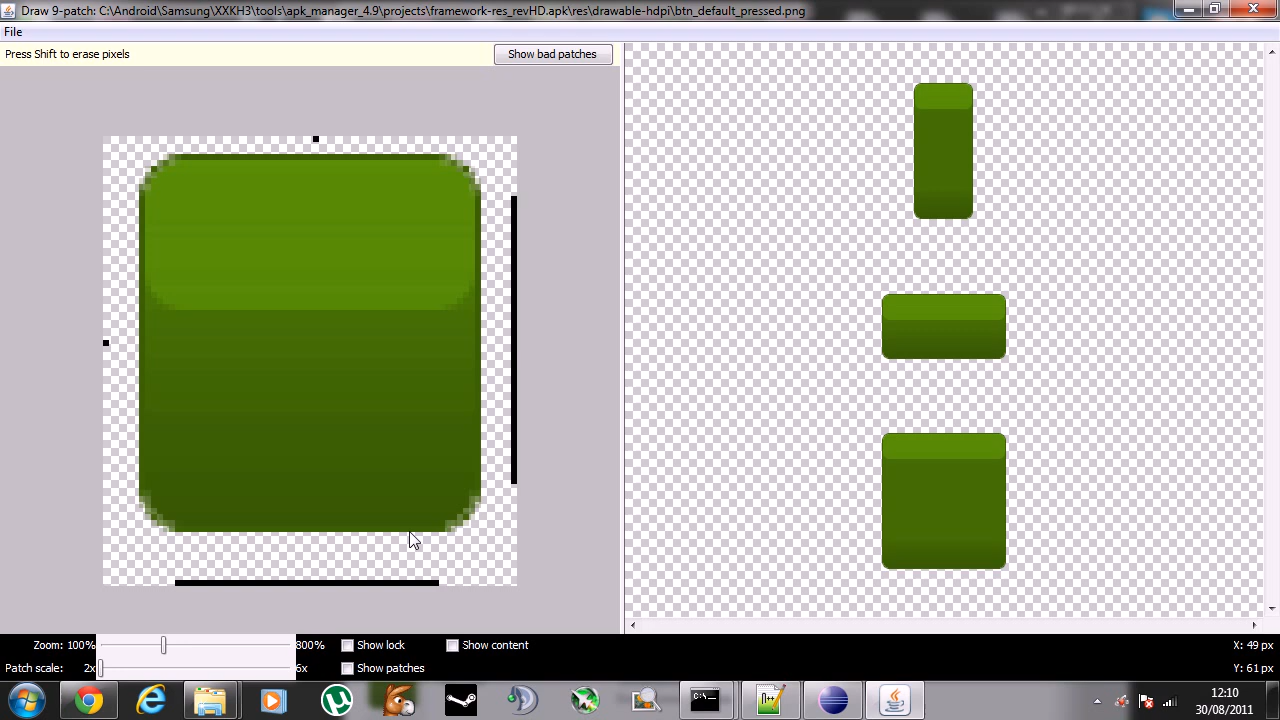 Draw 9-patch: C:\Android\Samsung\XXKH3\tools\apk_manager_4.9\projects\framework-res_revHD.apk\res\drawable-hdpi\btn_default_pressed.png
File
Press Shift to erase pixels
Show bad patches
Zoom: 100%
800%
Show lock
Show content
X: 49 px
Patch scale: 2x
6x
Show patches
Y: 61 px
C:\_
n++
12:10
30/08/2011